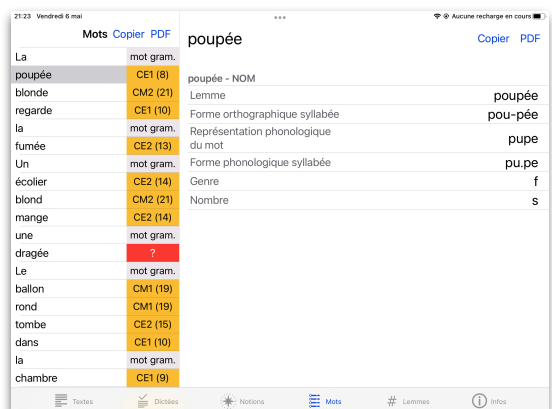 21:23 Vendredi 6 mai
Aucune recharge en cours
Mots Copier PDF
poupée
Copier PDF
La mot gram.
poupée CE1 (8)
blonde CM2 (21)
regarde CE1 (10)
la mot gram.
fumée CE2 (13)
Un mot gram.
écolier CE2 (14)
blond CM2 (21)
mange CE2 (14)
une mot gram.
dragée ?
Le mot gram.
ballon CM1 (19)
rond CM1 (19)
tombe CE2 (15)
dans CE1 (10)
la mot gram.
chambre CE1 (9)
poupée - NOM
Lemme poupée
Forme orthographique syllabée pou-pée
Représentation phonologique
du mot pupe
Forme phonologique syllabée pu.pe
Genre f
Nombre s
Textes Dictées Notions Mots # Lemmes Infos